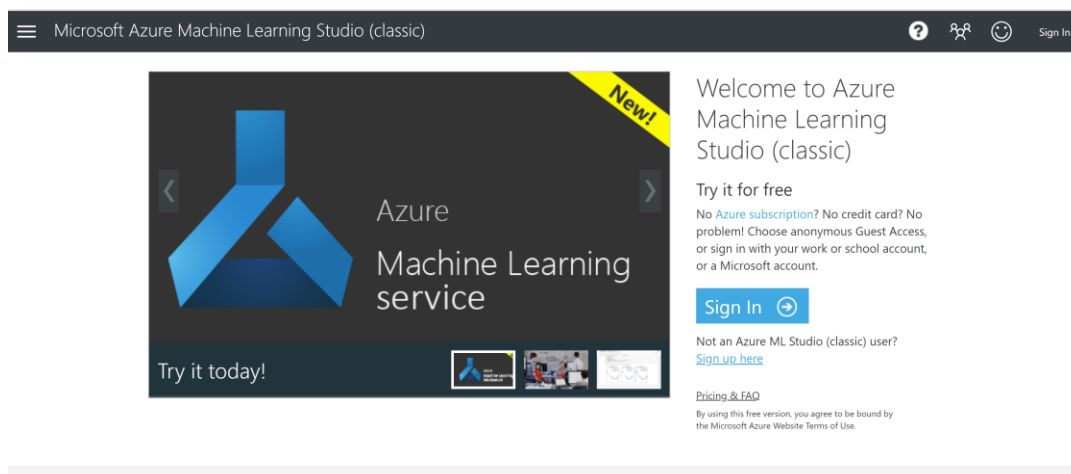 Microsoft Azure Machine Learning Studio (classic)
Sign In
New!
Azure
Machine Learning
service
Try it today!
Welcome to Azure
Machine Learning
Studio (classic)
Try it for free
No Azure subscription? No credit card? No
problem! Choose anonymous Guest Access,
or sign in with your work or school account,
or a Microsoft account.
Sign In
Not an Azure ML Studio (classic) user?
Sign up here
Pricing & FAQ
By using this free version, you agree to be bound by
the Microsoft Azure Website Terms of Use.